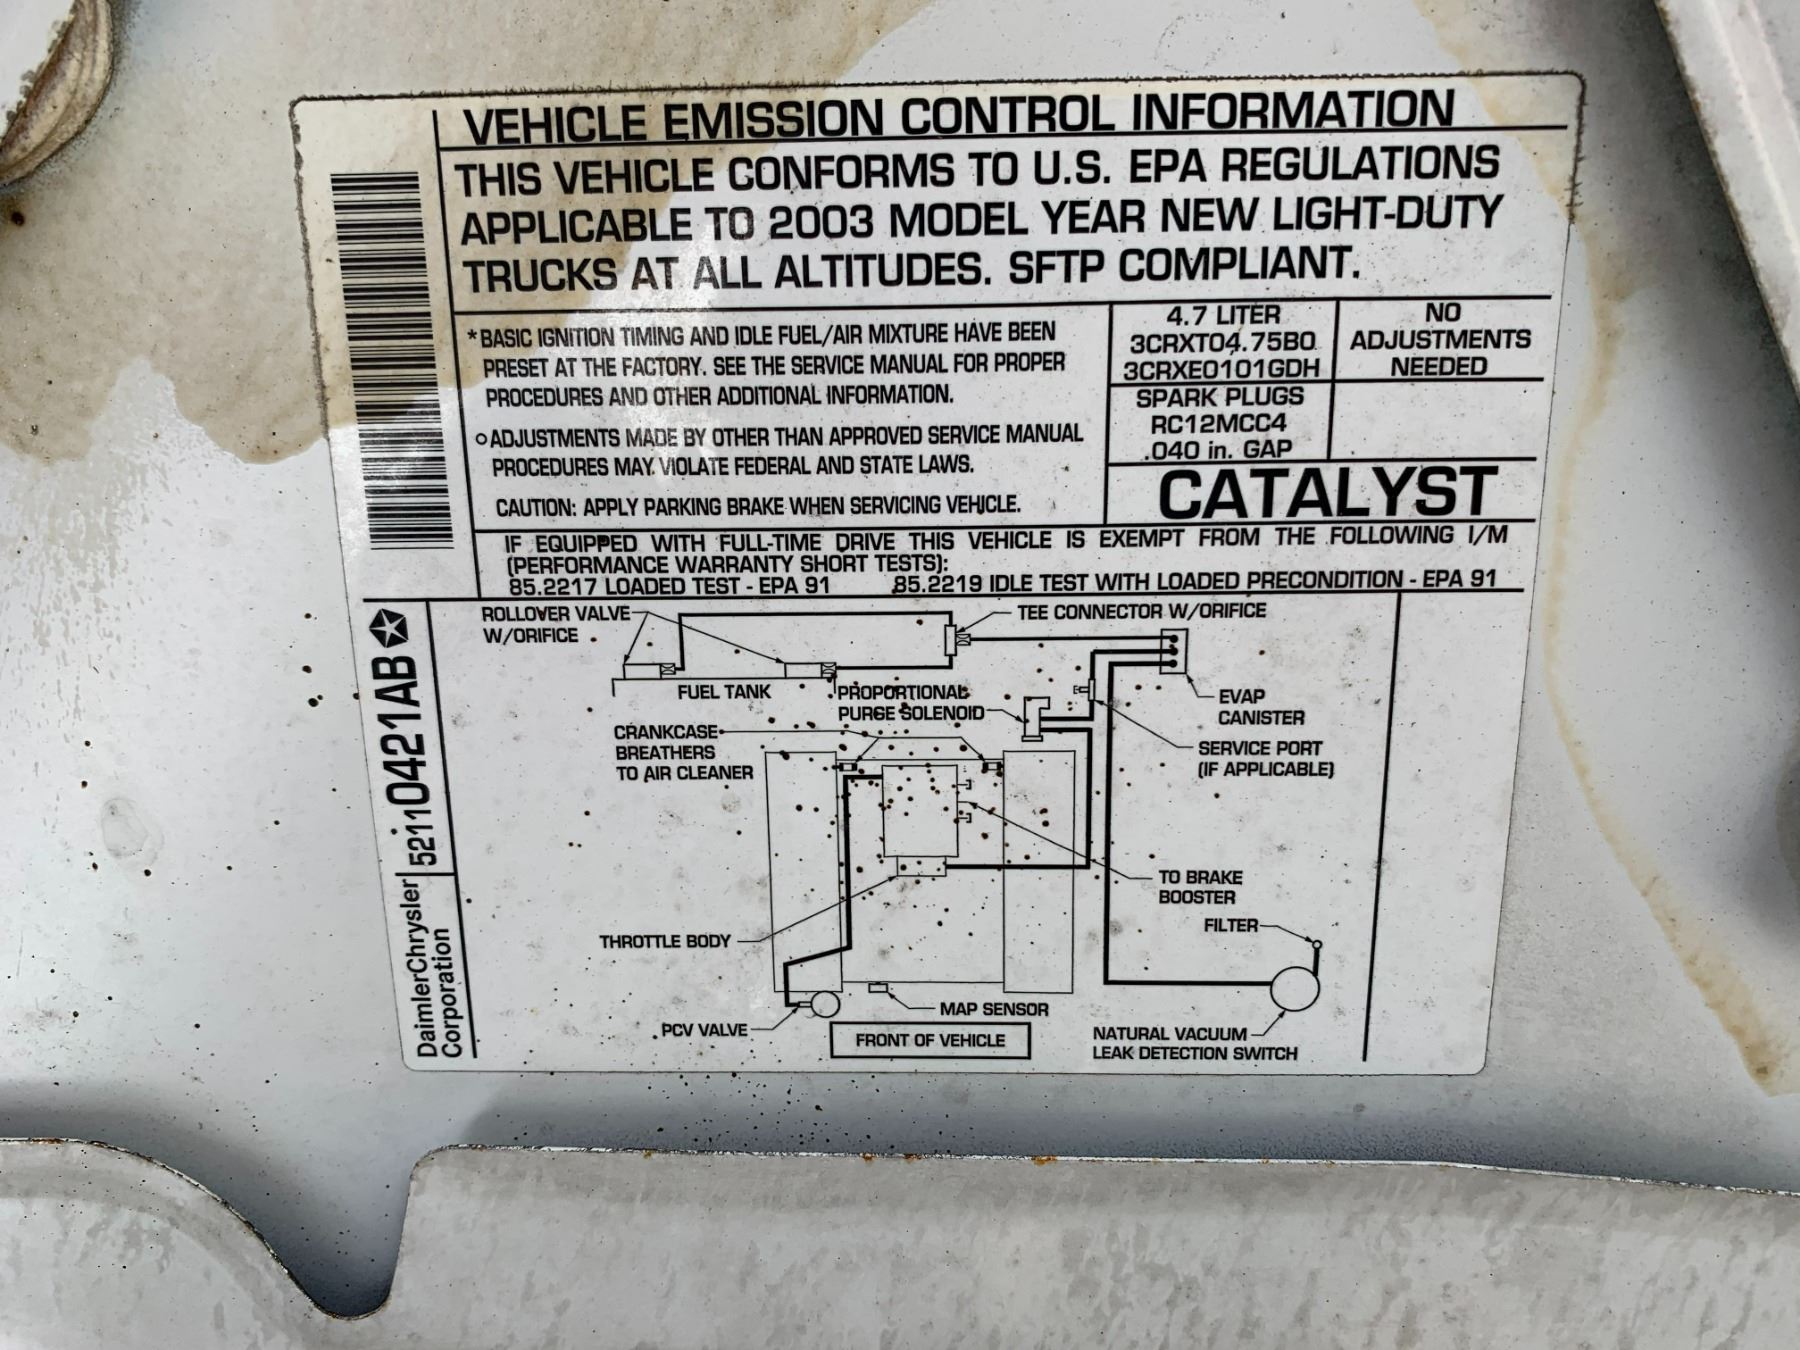 VEHICLE EMISSION CONTROL INFORMATION
THIS VEHICLE CONFORMS TO U.S. EPA REGULATIONS
APPLICABLE TO 2003 MODEL YEAR NEW LIGHT-DUTY
TRUCKS AT ALL ALTITUDES. SFTP COMPLIANT.
*BASIC IGNITION TIMING AND IDLE FUEL/AIR MIXTURE HAVE BEEN
PRESET AT THE FACTORY. SEE THE SERVICE MANUAL FOR PROPER
PROCEDURES AND OTHER ADDITIONAL INFORMATION.
○ADJUSTMENTS MADE BY OTHER THAN APPROVED SERVICE MANUAL
PROCEDURES MAY VIOLATE FEDERAL AND STATE LAWS.
CAUTION: APPLY PARKING BRAKE WHEN SERVICING VEHICLE.
4.7 LITER
3CRXT04.75B0
3CRXE0101GDH
NO
ADJUSTMENTS
NEEDED
SPARK PLUGS
RC12MCC4
.040 in. GAP
CATALYST
IF EQUIPPED WITH FULL-TIME DRIVE THIS VEHICLE IS EXEMPT FROM THE FOLLOWING I/M
(PERFORMANCE WARRANTY SHORT TESTS):
85.2217 LOADED TEST - EPA 91 85.2219 IDLE TEST WITH LOADED PRECONDITION - EPA 91
ROLLOVER VALVE
W/ORIFICE
TEE CONNECTOR W/ORIFICE
FUEL TANK
PROPORTIONAL
PURGE SOLENOID
EVAP
CANISTER
CRANKCASE
BREATHERS
TO AIR CLEANER
SERVICE PORT
(IF APPLICABLE)
TO BRAKE
BOOSTER
THROTTLE BODY
FILTER
MAP SENSOR
PCV VALVE
FRONT OF VEHICLE
NATURAL VACUUM
LEAK DETECTION SWITCH
DaimlerChrysler
Corporation
52110421AB